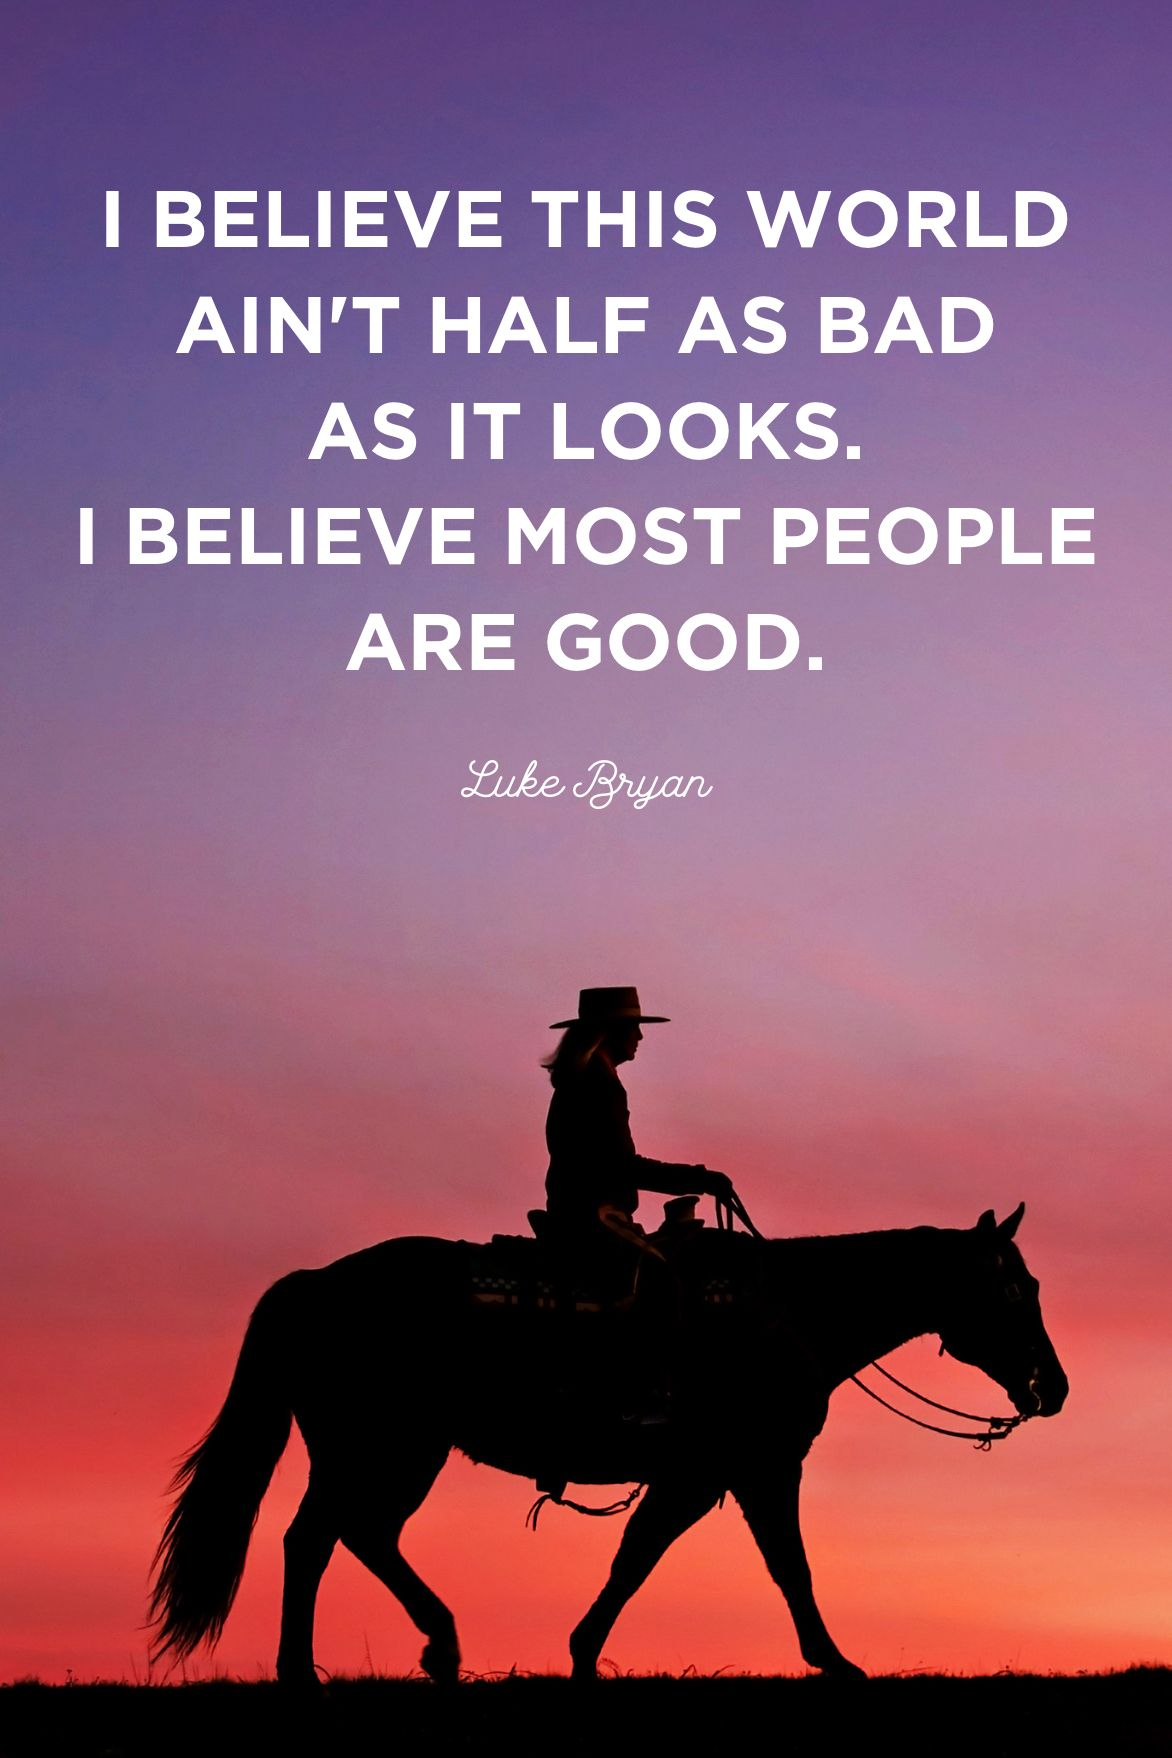 I BELIEVE THIS WORLD
AIN'T HALF AS BAD
AS IT LOOKS.
I BELIEVE MOST PEOPLE
ARE GOOD.
Luke Bryan